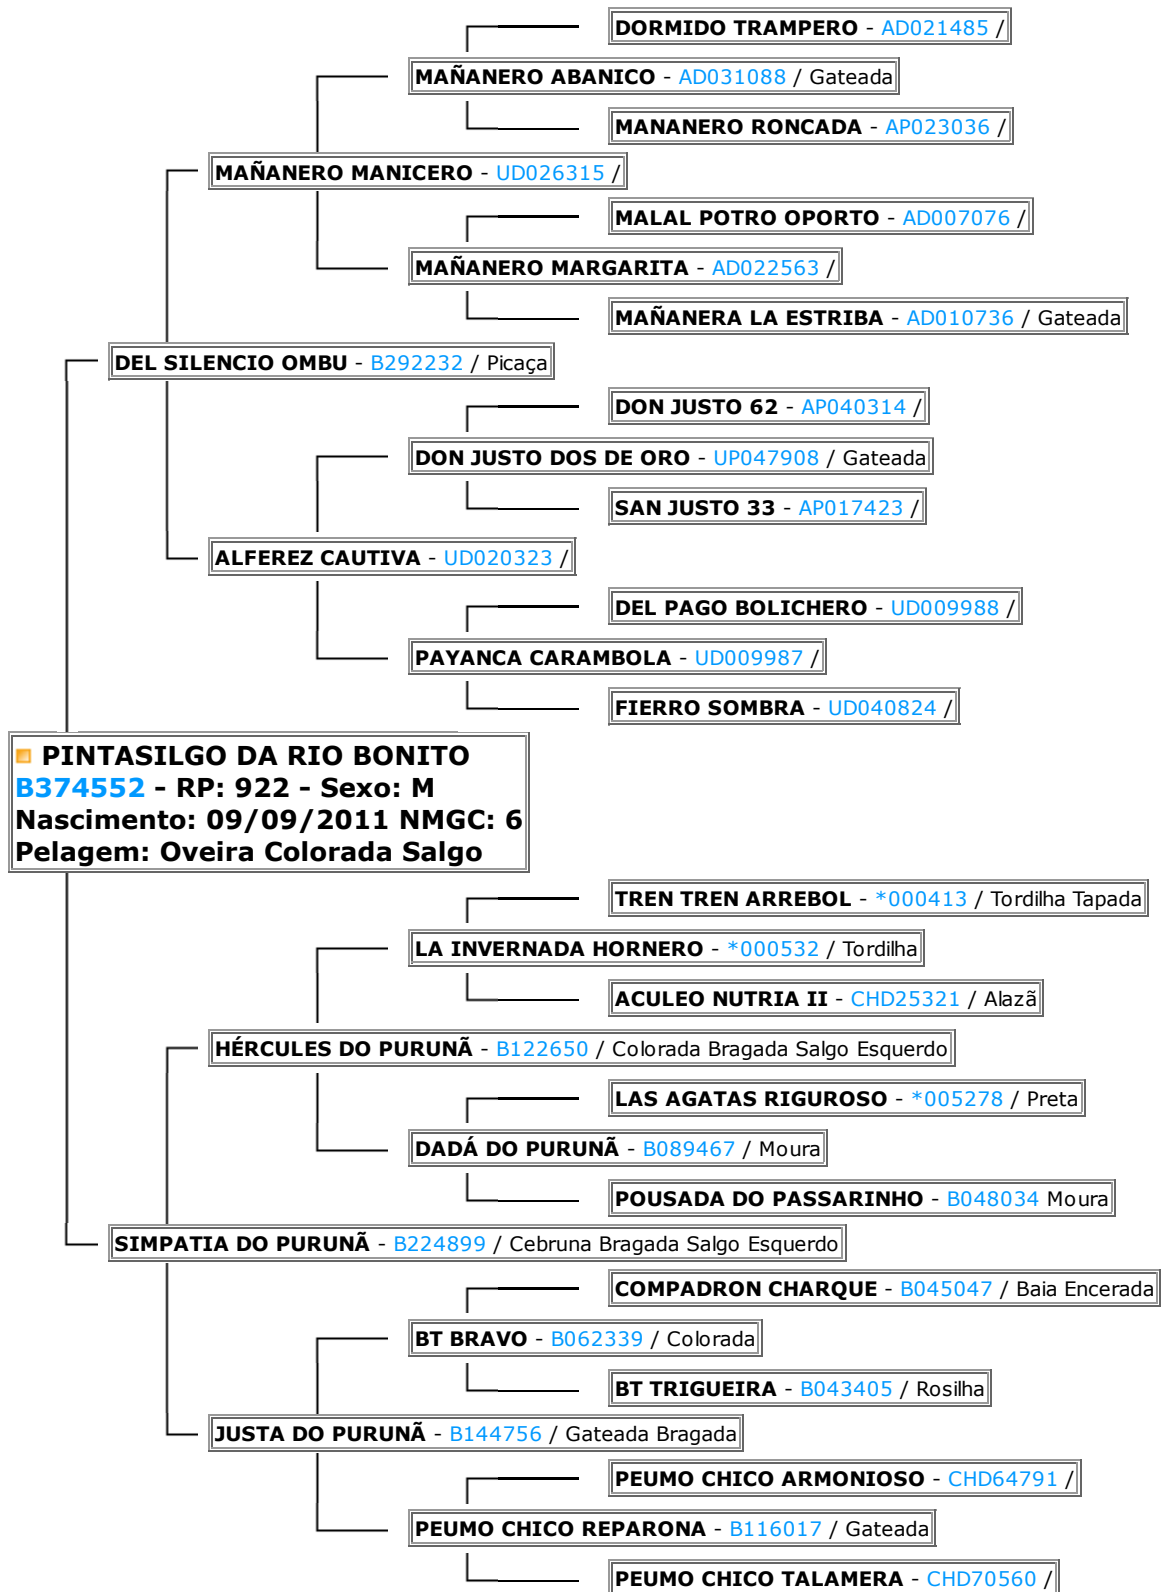 DORMIDO TRAMPERO - AD021485 /
MAÑANERO ABANICO - AD031088 / Gateada
MANANERO RONCADA - AP023036 /
MAÑANERO MANICERO - UD026315 /
MALAL POTRO OPORTO - AD007076 /
MAÑANERO MARGARITA - AD022563 /
MAÑANERA LA ESTRIBA - AD010736 / Gateada
DEL SILENCIO OMBU - B292232 / Picaça
DON JUSTO 62 - AP040314 /
DON JUSTO DOS DE ORO - UP047908 / Gateada
SAN JUSTO 33 - AP017423 /
ALFEREZ CAUTIVA - UD020323 /
DEL PAGO BOLICHERO - UD009988 /
PAYANCA CARAMBOLA - UD009987 /
FIERRO SOMBRA - UD040824 /
PINTASILGO DA RIO BONITO
B374552 - RP: 922 - Sexo: M
Nascimento: 09/09/2011 NMGC: 6
Pelagem: Oveira Colorada Salgo
TREN TREN ARREBOL - *000413 / Tordilha Tapada
LA INVERNADA HORNERO - *000532 / Tordilha
ACULEO NUTRIA II - CHD25321 / Alazã
HÉRCULES DO PURUNÃ - B122650 / Colorada Bragada Salgo Esquerdo
LAS AGATAS RIGUROSO - *005278 / Preta
DADÁ DO PURUNÃ - B089467 / Moura
POUSADA DO PASSARINHO - B048034 Moura
SIMPATIA DO PURUNÃ - B224899 / Cebruna Bragada Salgo Esquerdo
COMPADRON CHARQUE - B045047 / Baia Encerada
BT BRAVO - B062339 / Colorada
BT TRIGUEIRA - B043405 / Rosilha
JUSTA DO PURUNÃ - B144756 / Gateada Bragada
PEUMO CHICO ARMONIOSO - CHD64791 /
PEUMO CHICO REPARONA - B116017 / Gateada
PEUMO CHICO TALAMERA - CHD70560 /